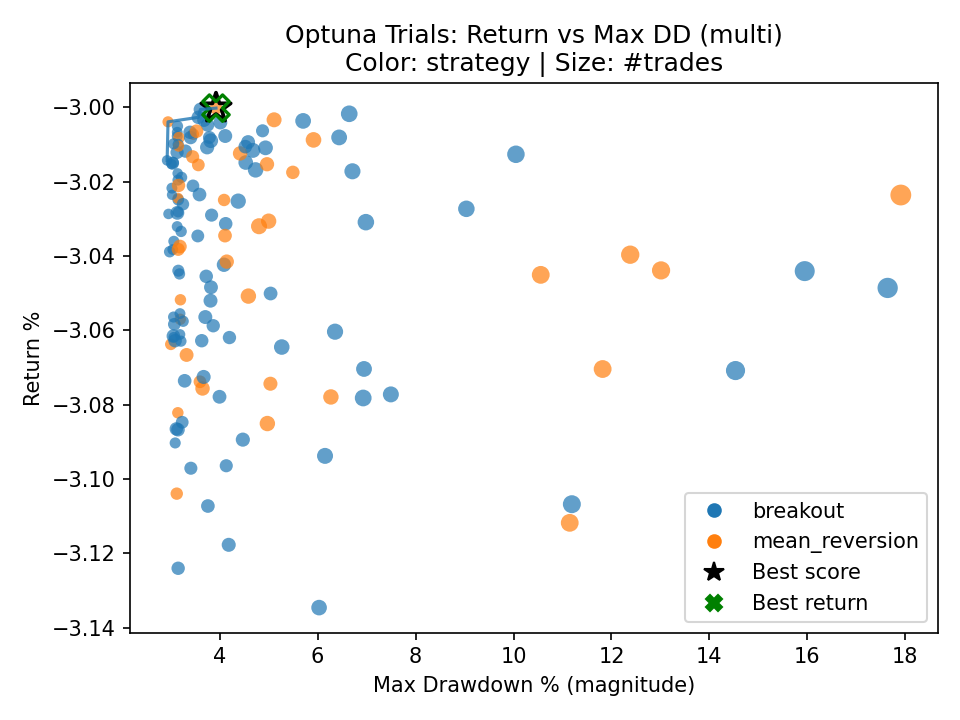 Optuna Trials: Return vs Max DD (multi)
Color: strategy | Size: #trades
Return %
−3.00
−3.02
−3.04
−3.06
−3.08
−3.10
−3.12
−3.14
breakout
mean_reversion
Best score
Best return
4 6 8 10 12 14 16 18
Max Drawdown % (magnitude)